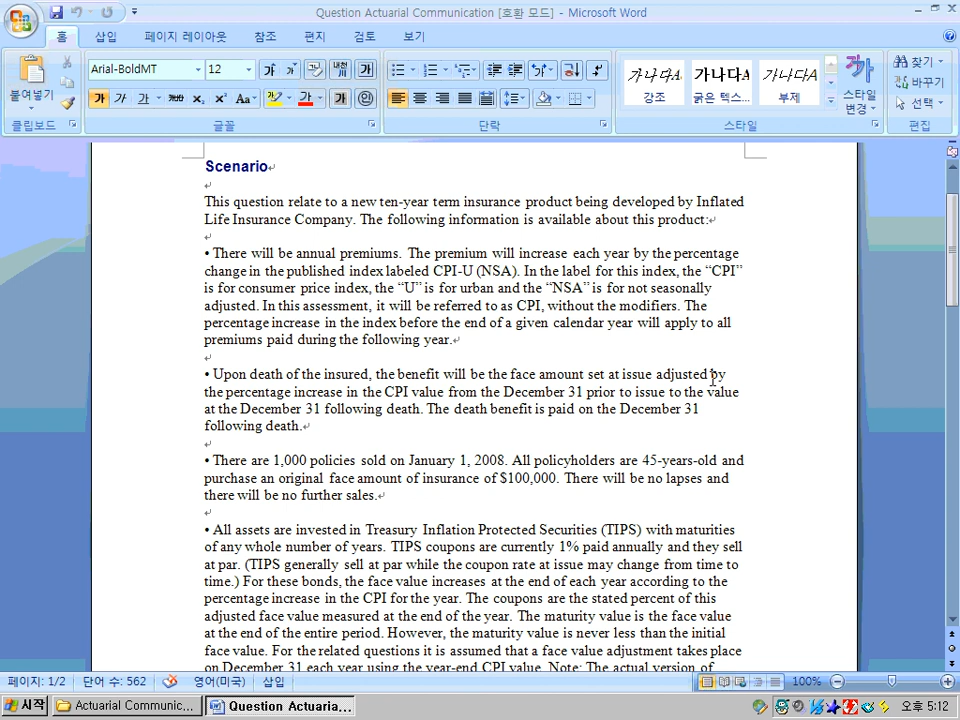 Question Actuarial Communication [호환 모드] - Microsoft Word
홈 삽입 페이지 레이아웃 참조 편지 검토 보기
Arial-BoldMT 12
찾기
붙여넣기
바꾸기
가나다A 가나다A 가나다A
스타일 변경
선택
강조 굵은 텍스... 부제
클립보드 글꼴 단락 스타일 편집
Scenario
This question relate to a new ten-year term insurance product being developed by Inflated
Life Insurance Company. The following information is available about this product:
• There will be annual premiums. The premium will increase each year by the percentage
change in the published index labeled CPI-U (NSA). In the label for this index, the “CPI”
is for consumer price index, the “U” is for urban and the “NSA” is for not seasonally
adjusted. In this assessment, it will be referred to as CPI, without the modifiers. The
percentage increase in the index before the end of a given calendar year will apply to all
premiums paid during the following year.
• Upon death of the insured, the benefit will be the face amount set at issue adjusted by
the percentage increase in the CPI value from the December 31 prior to issue to the value
at the December 31 following death. The death benefit is paid on the December 31
following death.
• There are 1,000 policies sold on January 1, 2008. All policyholders are 45-years-old and
purchase an original face amount of insurance of $100,000. There will be no lapses and
there will be no further sales.
• All assets are invested in Treasury Inflation Protected Securities (TIPS) with maturities
of any whole number of years. TIPS coupons are currently 1% paid annually and they sell
at par. (TIPS generally sell at par while the coupon rate at issue may change from time to
time.) For these bonds, the face value increases at the end of each year according to the
percentage increase in the CPI for the year. The coupons are the stated percent of this
adjusted face value measured at the end of the year. The maturity value is the face value
at the end of the entire period. However, the maturity value is never less than the initial
face value. For the related questions it is assumed that a face value adjustment takes place
on December 31 each year using the year-end CPI value. Note: The actual version of
페이지: 1/2 단어 수: 562 영어(미국) 삽입 100%
시작 Actuarial Communic... Question Actuaria... 오후 5:12